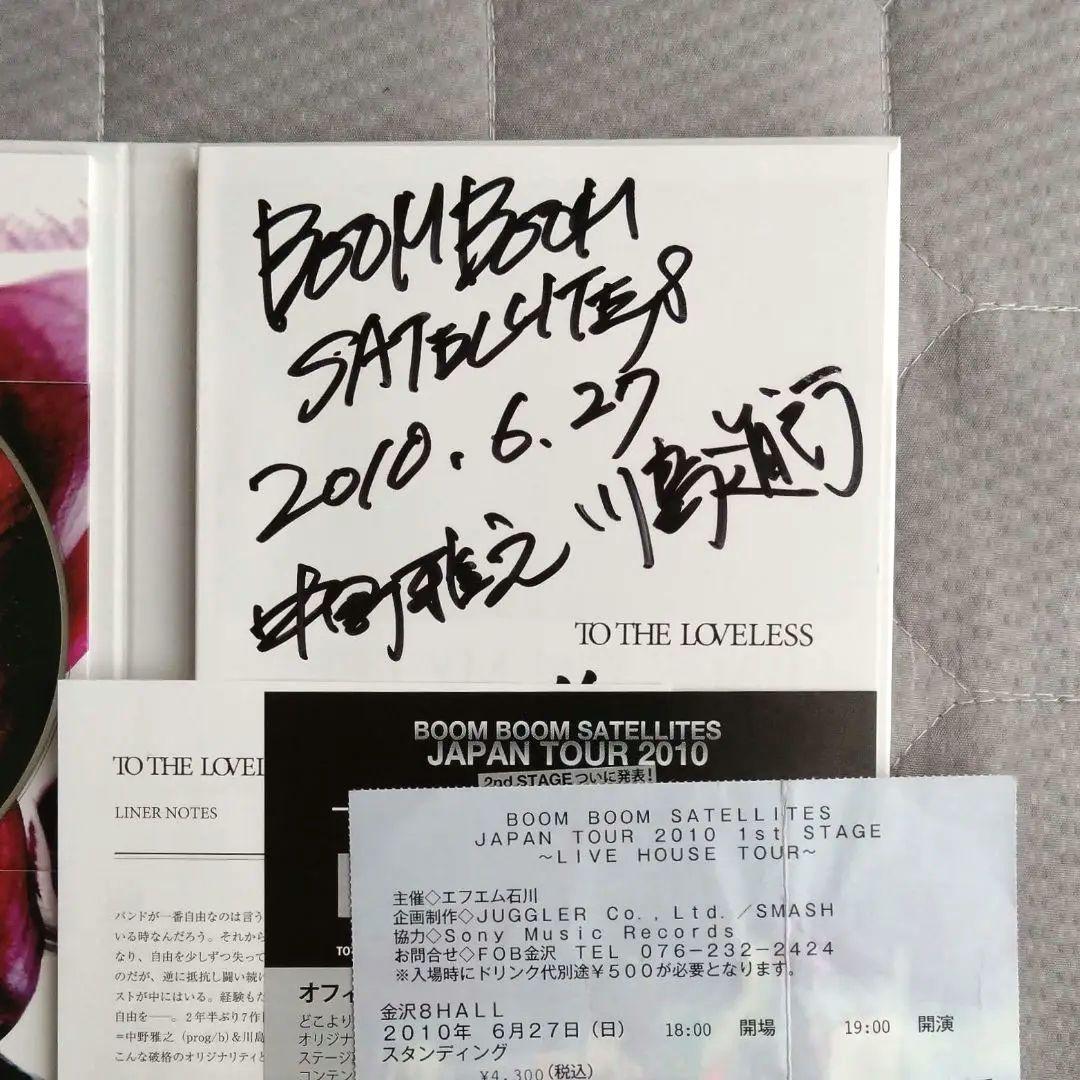 BOOM BOOM
SATELLITES
2010.6.27
中野雅之 川島道行
TO THE LOVELESS
TO THE LOVEL
LINER NOTES
バンドが一番自由なのは言う
いる時なんだろう。それから
なり、自由を少しずつ失って
のだが、逆に抵抗し闘い続け
ストが中にはいる。経験もた
自由を――。2年半ぶり7作
=中野雅之 (prog/b)&川島
こんな破格のオリジナリティと
BOOM BOOM SATELLITES
JAPAN TOUR 2010
2nd STAGEついに発表!
TO
オフィ
どこより
オリジナ
ステージ
コンテン
BOOM BOOM SATELLITES
JAPAN TOUR 2010 1st STAGE
~LIVE HOUSE TOUR~
主催◇エフエム石川
企画制作◇JUGGLER Co.,Ltd./SMASH
協力◇Sony Music Records
お問合せ◇FOB金沢 TEL 076-232-2424
※入場時にドリンク代別途¥500が必要となります。
金沢8HALL
2010年 6月27日(日) 18:00 開場 19:00 開演
スタンディング
¥4,300(税込)